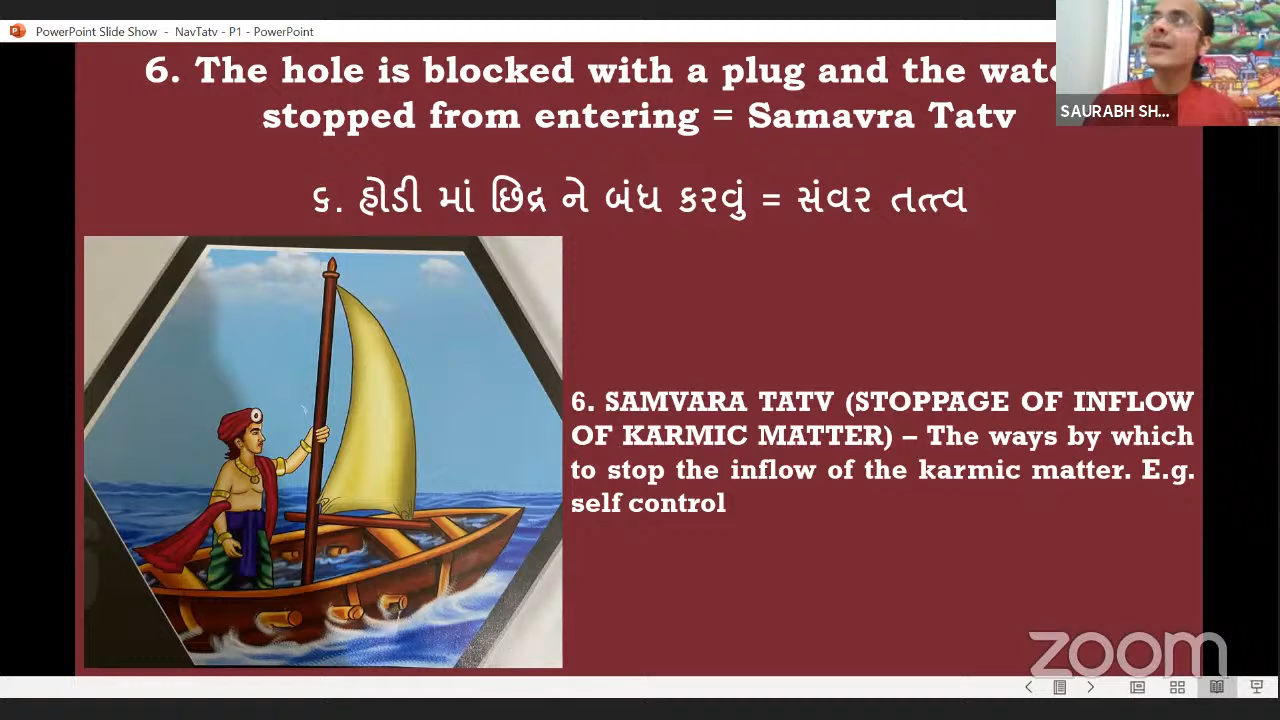 PowerPoint Slide Show - NavTatv - P1 - PowerPoint
6. The hole is blocked with a plug and the
stopped from entering = Samavra Tatv
SAURABH SH...
૬. હોડી માં છિદ્ર ને બંધ કરવું = સંવર તત્ત્વ
6. SAMVARA TATV (STOPPAGE OF INFLOW
OF KARMIC MATTER) – The ways by which
to stop the inflow of the karmic matter. E.g.
self control
zoom